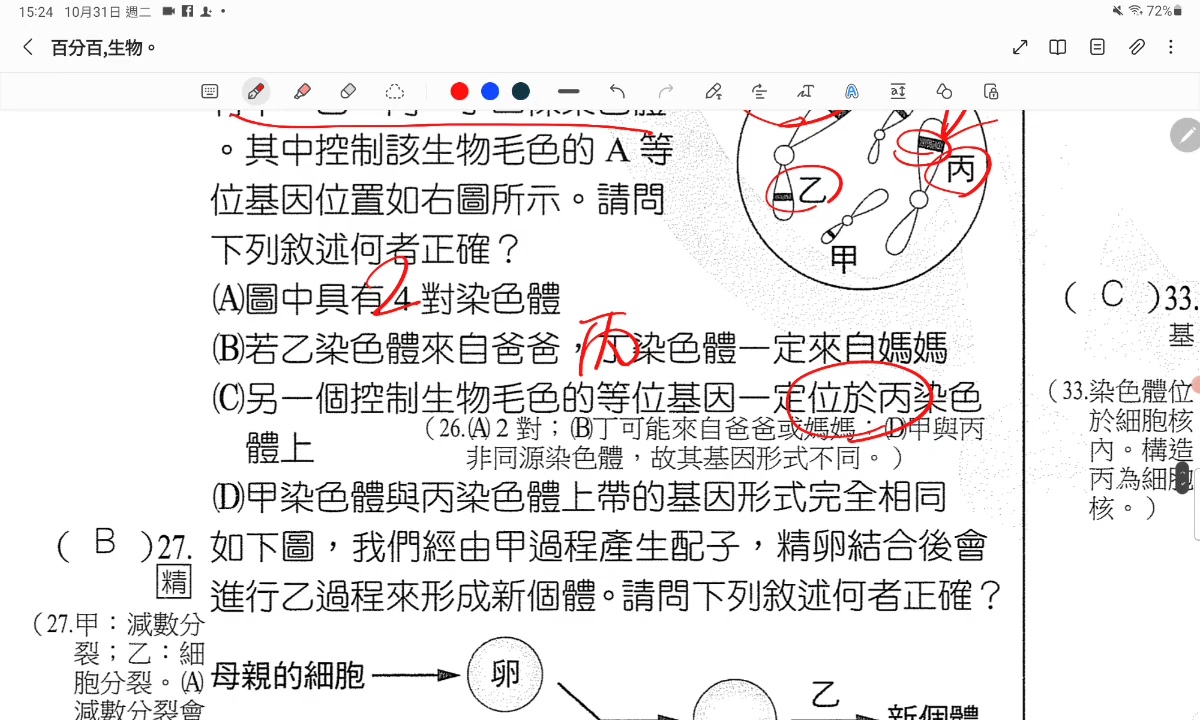 15:24 10月31日 週二 72%
百分百,生物。
。其中控制該生物毛色的 A 等
位基因位置如右圖所示。請問
下列敘述何者正確？
(A)圖中具有 4 對染色體
2
(B)若乙染色體來自爸爸，丁染色體一定來自媽媽
丙
(C)另一個控制生物毛色的等位基因一定位於丙染色
體上
（26.(A) 2 對；(B)丁可能來自爸爸或媽媽；(D)甲與丙
非同源染色體，故其基因形式不同。）
(D)甲染色體與丙染色體上帶的基因形式完全相同
乙
丙
甲
( B )27.
精
如下圖，我們經由甲過程產生配子，精卵結合後會
進行乙過程來形成新個體。請問下列敘述何者正確？
（27.甲：減數分
裂；乙：細
胞分裂。(A)
減數分裂會
母親的細胞
卵
乙
新個體
( C )33.
基
（33.染色體位
於細胞核
內。構造
丙為細胞
核。）